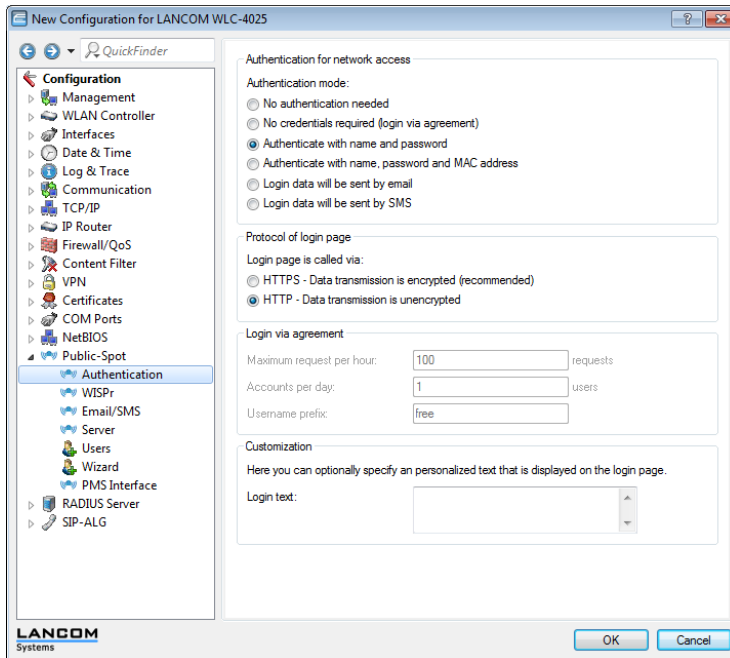 New Configuration for LANCOM WLC-4025
QuickFinder
Configuration
Management
WLAN Controller
Interfaces
Date & Time
Log & Trace
Communication
TCP/IP
IP Router
Firewall/QoS
Content Filter
VPN
Certificates
COM Ports
NetBIOS
Public-Spot
Authentication
WISPr
Email/SMS
Server
Users
Wizard
PMS Interface
RADIUS Server
SIP-ALG
Authentication for network access
Authentication mode:
No authentication needed
No credentials required (login via agreement)
Authenticate with name and password
Authenticate with name, password and MAC address
Login data will be sent by email
Login data will be sent by SMS
Protocol of login page
Login page is called via:
HTTPS - Data transmission is encrypted (recommended)
HTTP - Data transmission is unencrypted
Login via agreement
Maximum request per hour: 100 requests
Accounts per day: 1 users
Username prefix: free
Customization
Here you can optionally specify an personalized text that is displayed on the login page.
Login text:
LANCOM
Systems
OK Cancel